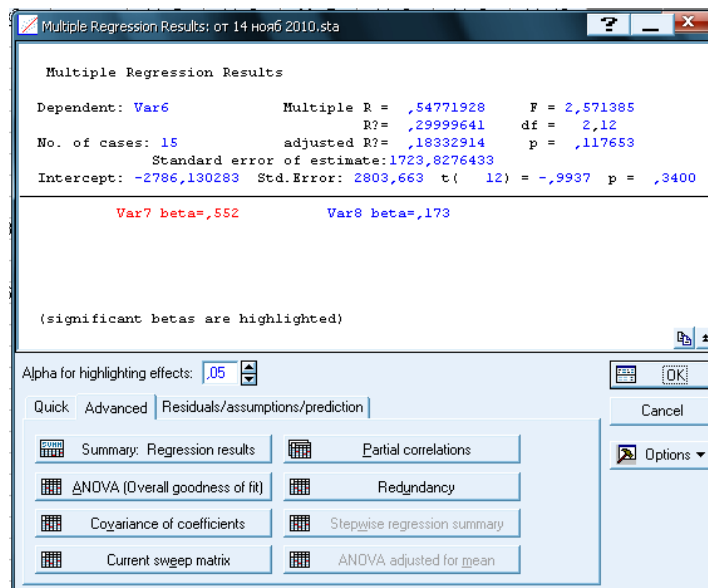 Multiple Regression Results: от 14 нояб 2010.sta
Multiple Regression Results
Dependent: Var6 Multiple R = ,54771928 F = 2,571385
R?= ,29999641 df = 2,12
No. of cases: 15 adjusted R?= ,18332914 p = ,117653
Standard error of estimate:1723,8276433
Intercept: -2786,130283 Std.Error: 2803,663 t( 12) = -,9937 p = ,3400
Var7 beta=,552 Var8 beta=,173
(significant betas are highlighted)
Alpha for highlighting effects: ,05
OK
Quick Advanced Residuals/assumptions/prediction
Cancel
Summary: Regression results Partial correlations
Options
ANOVA (Overall goodness of fit) Redundancy
Covariance of coefficients Stepwise regression summary
Current sweep matrix ANOVA adjusted for mean